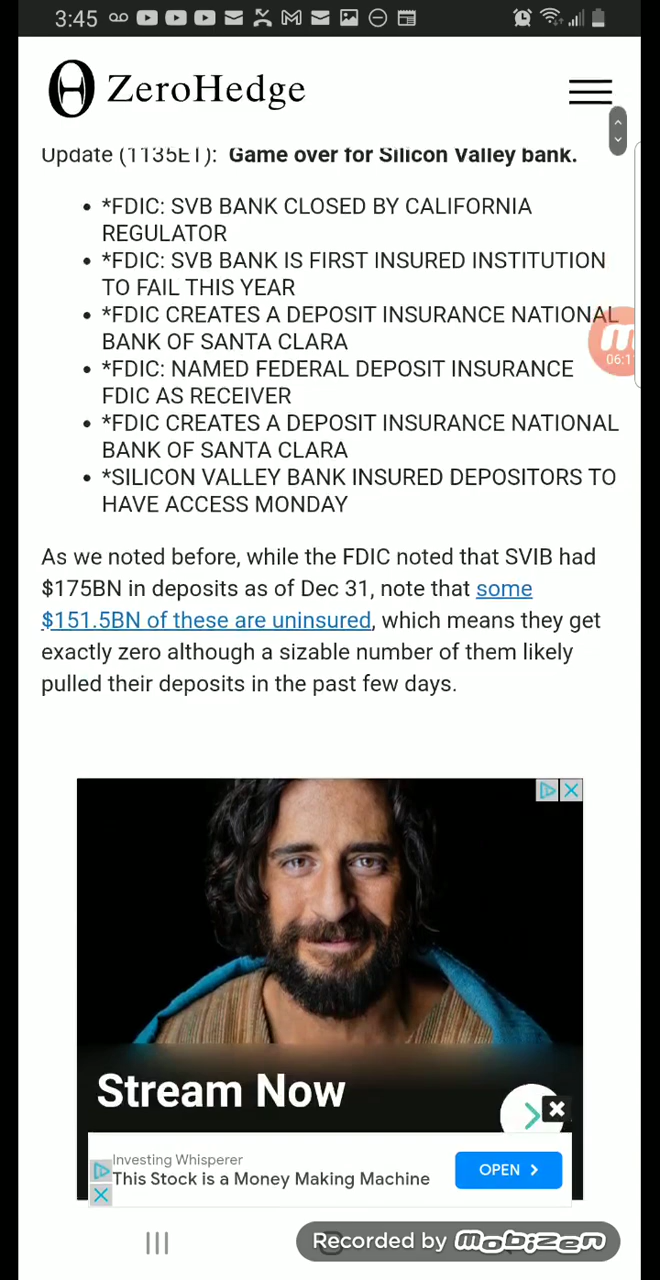 3:45
ZeroHedge
Update (1135ET): Game over for Silicon Valley bank.
• *FDIC: SVB BANK CLOSED BY CALIFORNIA
REGULATOR
• *FDIC: SVB BANK IS FIRST INSURED INSTITUTION
TO FAIL THIS YEAR
• *FDIC CREATES A DEPOSIT INSURANCE NATIONAL
BANK OF SANTA CLARA
• *FDIC: NAMED FEDERAL DEPOSIT INSURANCE
FDIC AS RECEIVER
• *FDIC CREATES A DEPOSIT INSURANCE NATIONAL
BANK OF SANTA CLARA
• *SILICON VALLEY BANK INSURED DEPOSITORS TO
HAVE ACCESS MONDAY
As we noted before, while the FDIC noted that SVIB had
$175BN in deposits as of Dec 31, note that some
$151.5BN of these are uninsured, which means they get
exactly zero although a sizable number of them likely
pulled their deposits in the past few days.
Stream Now
Investing Whisperer
This Stock is a Money Making Machine
OPEN
Recorded by mobizen